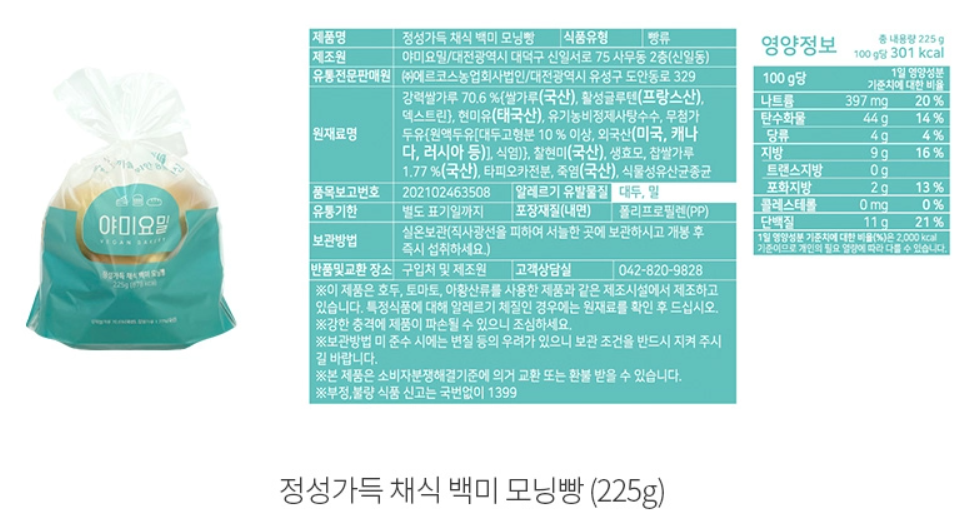 야미요밀
VEGAN BAKERY
정성가득 채식 백미 모닝빵
제품명 정성가득 채식 백미 모닝빵 식품유형 빵류
제조원 야미요밀/대전광역시 대덕구 신일서로 75 사무동 2층(신일동)
유통전문판매원 ㈜에르코스농업회사법인/대전광역시 유성구 도안동로 329
원재료명
강력쌀가루 70.6 %{쌀가루(국산), 활성글루텐(프랑스산),
덱스트린}, 현미유(태국산), 유기농비정제사탕수수, 무첨가
두유{원액두유[대두고형분 10 % 이상, 외국산(미국, 캐나
다, 러시아 등)], 식염)}, 찰현미(국산), 생효모, 찹쌀가루
1.77 %(국산), 타피오카전분, 죽염(국산), 식물성유산균종균
품목보고번호 202102463508 알레르기 유발물질 대두, 밀
유통기한 별도 표기일까지 포장재질(내면) 폴리프로필렌(PP)
보관방법
실온보관(직사광선을 피하여 서늘한 곳에 보관하시고 개봉 후
즉시 섭취하세요.)
반품및교환 장소 구입처 및 제조원 고객상담실 042-820-9828
※이 제품은 호두, 토마토, 아황산류를 사용한 제품과 같은 제조시설에서 제조하고
있습니다. 특정식품에 대해 알레르기 체질인 경우에는 원재료를 확인 후 드십시오.
※강한 충격에 제품이 파손될 수 있으니 조심하세요.
※보관방법 미 준수 시에는 변질 등의 우려가 있으니 보관 조건을 반드시 지켜 주시
길 바랍니다.
※본 제품은 소비자분쟁해결기준에 의거 교환 또는 환불 받을 수 있습니다.
※부정,불량 식품 신고는 국번없이 1399
영양정보
총 내용량 225 g
100 g당 301 kcal
100 g당 1일 영양성분
기준치에 대한 비율
나트륨 397 mg 20 %
탄수화물 44 g 14 %
당류 4 g 4 %
지방 9 g 16 %
트랜스지방 0 g
포화지방 2 g 13 %
콜레스테롤 0 mg 0 %
단백질 11 g 21 %
1일 영양성분 기준치에 대한 비율(%)은 2,000 kcal
기준이므로 개인의 필요 열량에 따라 다를 수 있습니다.
정성가득 채식 백미 모닝빵 (225g)